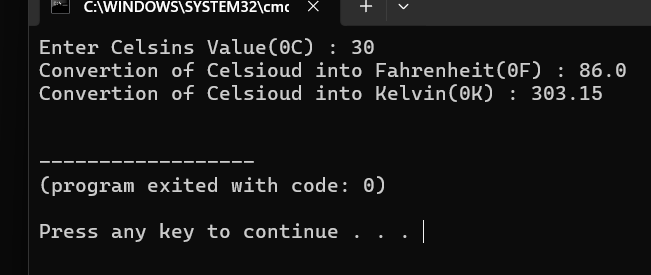 C:\WINDOWS\SYSTEM32\cmd
Enter Celsins Value(0C) : 30
Convertion of Celsioud into Fahrenheit(0F) : 86.0
Convertion of Celsioud into Kelvin(0K) : 303.15
------------------
(program exited with code: 0)
Press any key to continue . . .